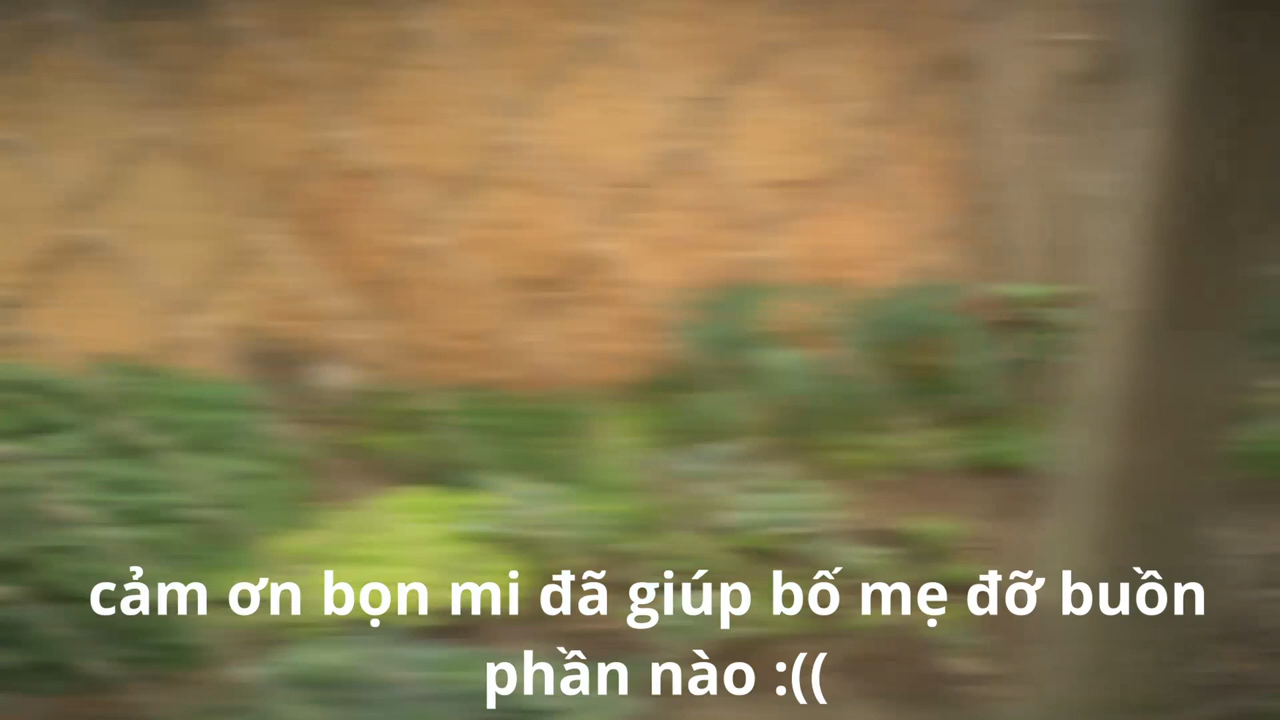 cảm ơn bọn mi đã giúp bố mẹ đỡ buồn
phần nào :((